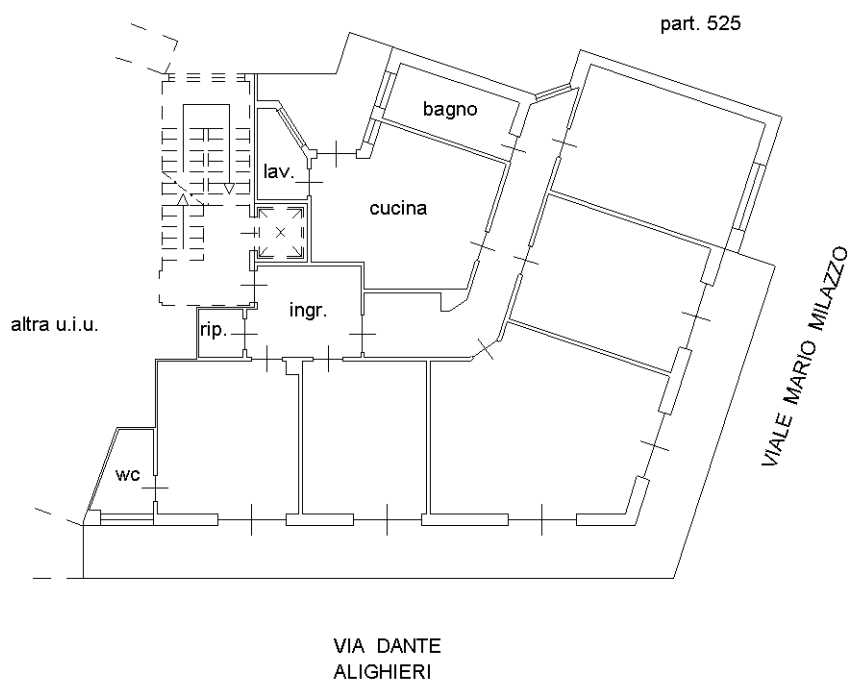 part. 525
bagno
lav.
cucina
ingr.
altra u.i.u.
rip.
VIALE MARIO MILAZZO
wc
VIA DANTE
ALIGHIERI